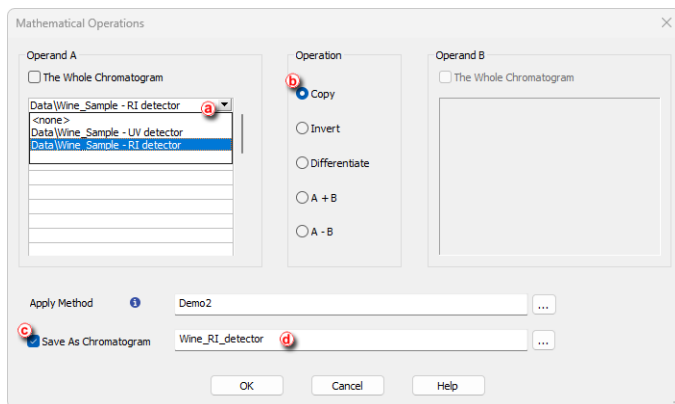 Mathematical Operations
Operand A
The Whole Chromatogram
Data\Wine_Sample - RI detector
a
<none>
Data\Wine_Sample - UV detector
Data\Wine_Sample - RI detector
Operation
b
Copy
Invert
Differentiate
A + B
A - B
Operand B
The Whole Chromatogram
Apply Method
i
Demo2
...
c
Save As Chromatogram
Wine_RI_detector
d
...
OK
Cancel
Help